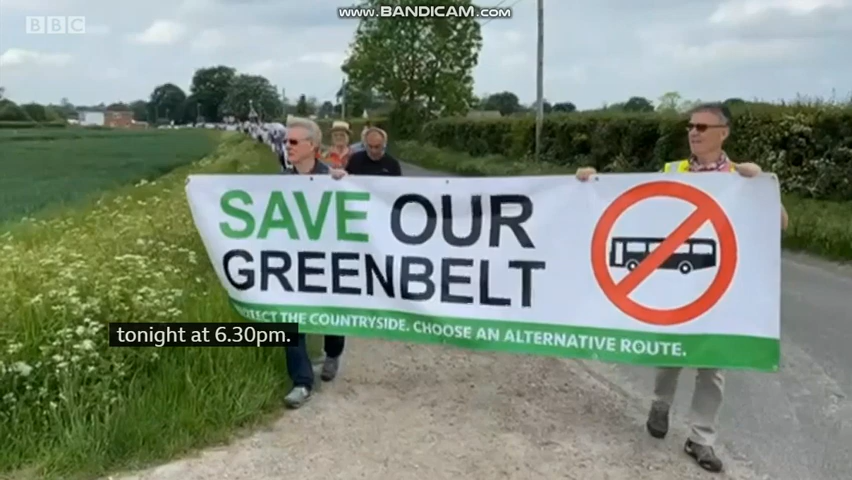 BBC
www.BANDICAM.com
SAVE OUR
GREENBELT
PROTECT THE COUNTRYSIDE. CHOOSE AN ALTERNATIVE ROUTE.
tonight at 6.30pm.